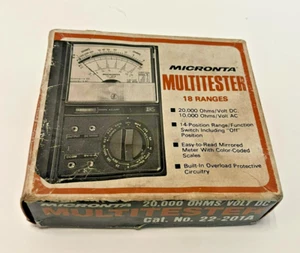 MICRONTA
MULTITESTER
18 RANGES
20,000 Ohms/Volt DC
10,000 Ohms/Volt AC
14-Position Range/Function
Switch Including "Off"
Position
Easy-to-Read Mirrored
Meter With Color-Coded
Scales
Built-In Overload Protective
Circuitry
MICRONTA 20,000 OHMS VOLT DC
MULTITESTER
Cat. No. 22-201A